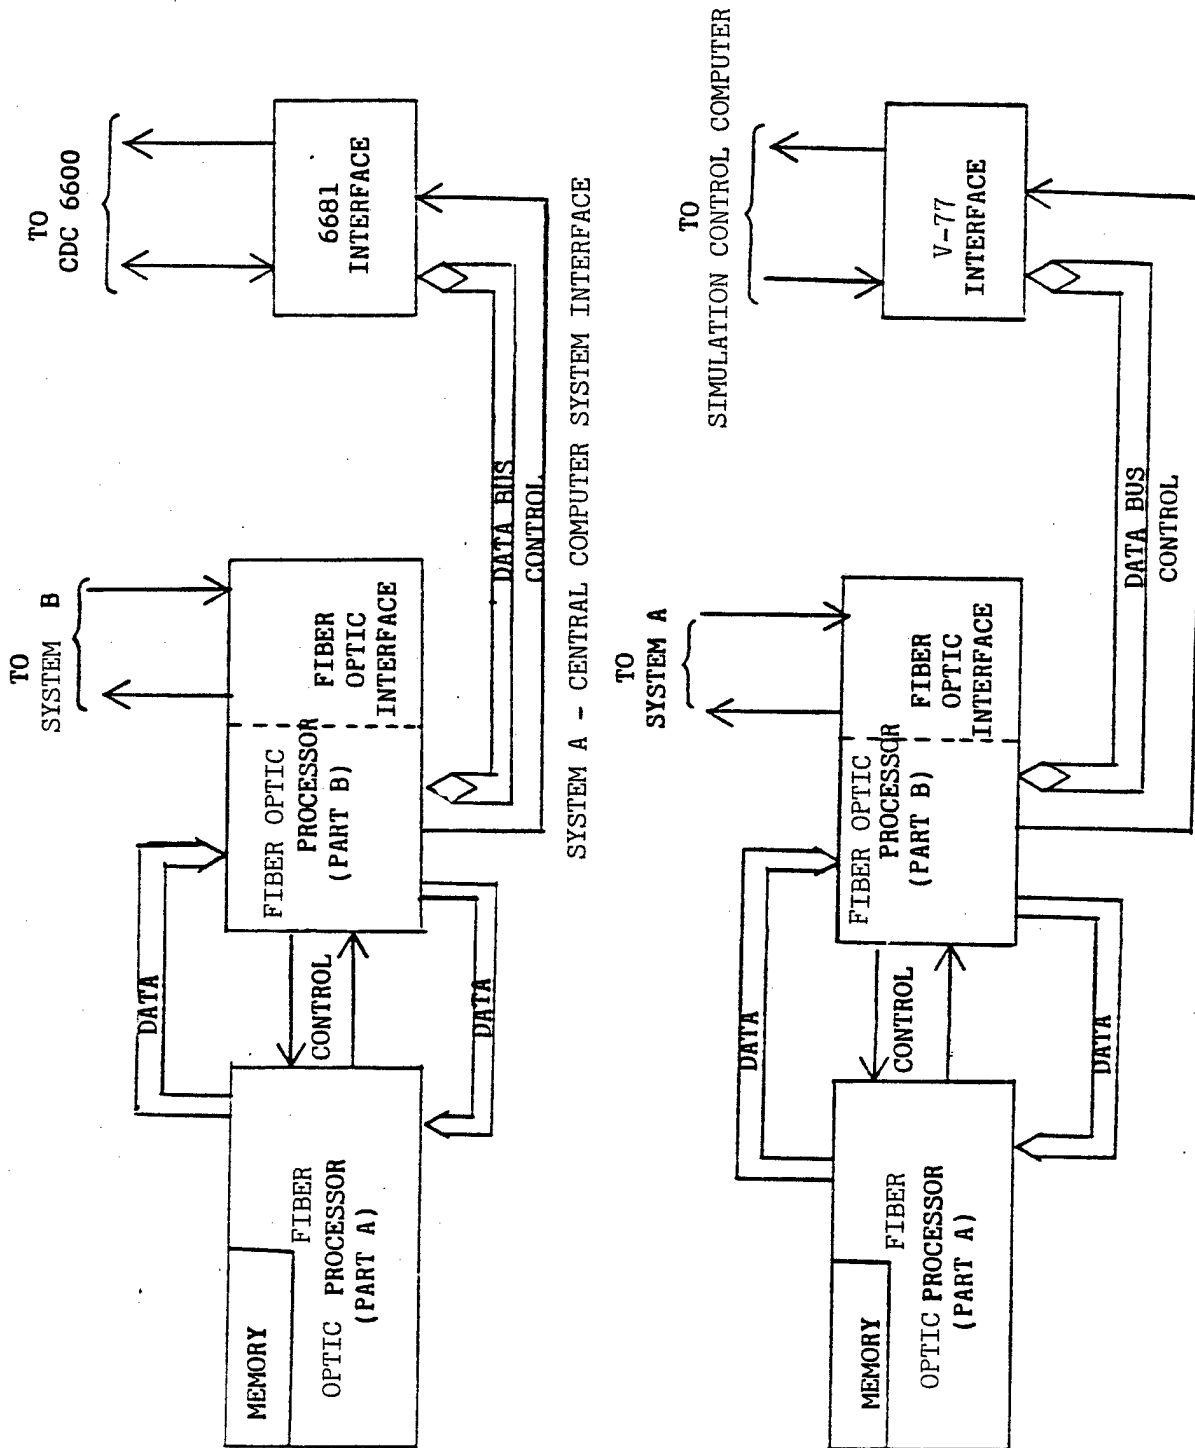 MEMORY
FIBER
OPTIC PROCESSOR
(PART A)
DATA
CONTROL
DATA
FIBER OPTIC
PROCESSOR
(PART B)
FIBER
OPTIC
INTERFACE
TO
SYSTEM B
DATA BUS
CONTROL
6681
INTERFACE
TO
CDC 6600
SYSTEM A - CENTRAL COMPUTER SYSTEM INTERFACE
MEMORY
FIBER
OPTIC PROCESSOR
(PART A)
DATA
CONTROL
DATA
FIBER OPTIC
PROCESSOR
(PART B)
FIBER
OPTIC
INTERFACE
TO
SYSTEM A
DATA BUS
CONTROL
V-77
INTERFACE
TO
SIMULATION CONTROL COMPUTER